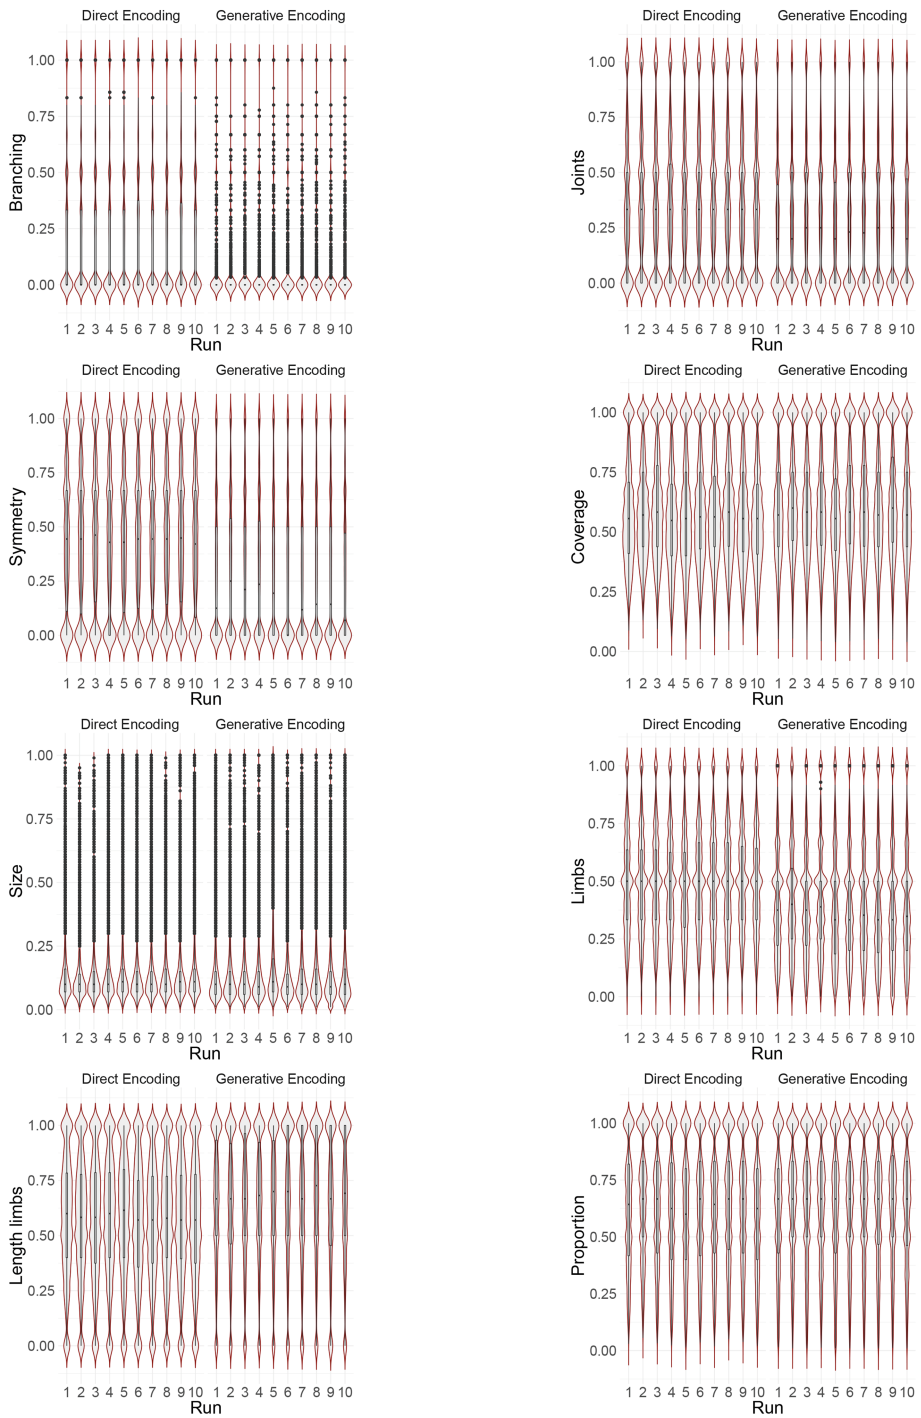 Direct Encoding Generative Encoding
Branching
1.00
0.75
0.50
0.25
0.00
1 2 3 4 5 6 7 8 9 10 1 2 3 4 5 6 7 8 9 10
Run
Direct Encoding Generative Encoding
Joints
1.00
0.75
0.50
0.25
0.00
1 2 3 4 5 6 7 8 9 10 1 2 3 4 5 6 7 8 9 10
Run
Direct Encoding Generative Encoding
Symmetry
1.00
0.75
0.50
0.25
0.00
1 2 3 4 5 6 7 8 9 10 1 2 3 4 5 6 7 8 9 10
Run
Direct Encoding Generative Encoding
Coverage
1.00
0.75
0.50
0.25
0.00
1 2 3 4 5 6 7 8 9 10 1 2 3 4 5 6 7 8 9 10
Run
Direct Encoding Generative Encoding
Size
1.00
0.75
0.50
0.25
0.00
1 2 3 4 5 6 7 8 9 10 1 2 3 4 5 6 7 8 9 10
Run
Direct Encoding Generative Encoding
Limbs
1.00
0.75
0.50
0.25
0.00
1 2 3 4 5 6 7 8 9 10 1 2 3 4 5 6 7 8 9 10
Run
Direct Encoding Generative Encoding
Length limbs
1.00
0.75
0.50
0.25
0.00
1 2 3 4 5 6 7 8 9 10 1 2 3 4 5 6 7 8 9 10
Run
Direct Encoding Generative Encoding
Proportion
1.00
0.75
0.50
0.25
0.00
1 2 3 4 5 6 7 8 9 10 1 2 3 4 5 6 7 8 9 10
Run